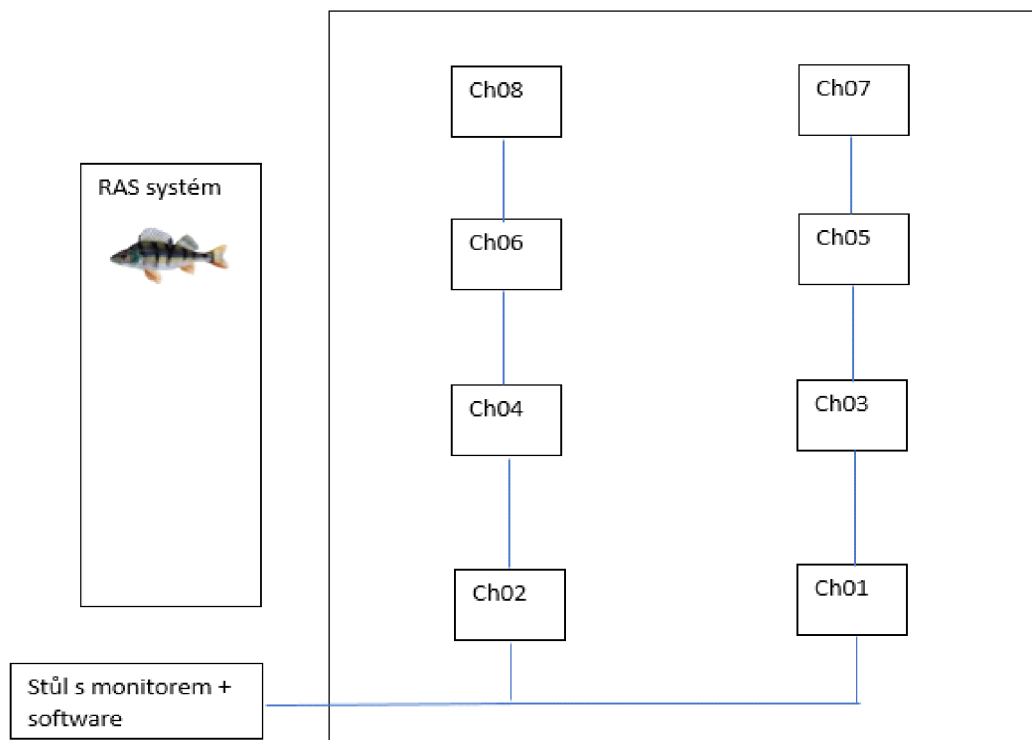 Ch08
Ch07
RAS systém
Ch06
Ch05
Ch04
Ch03
Ch02
Ch01
Stůl s monitorem +
software